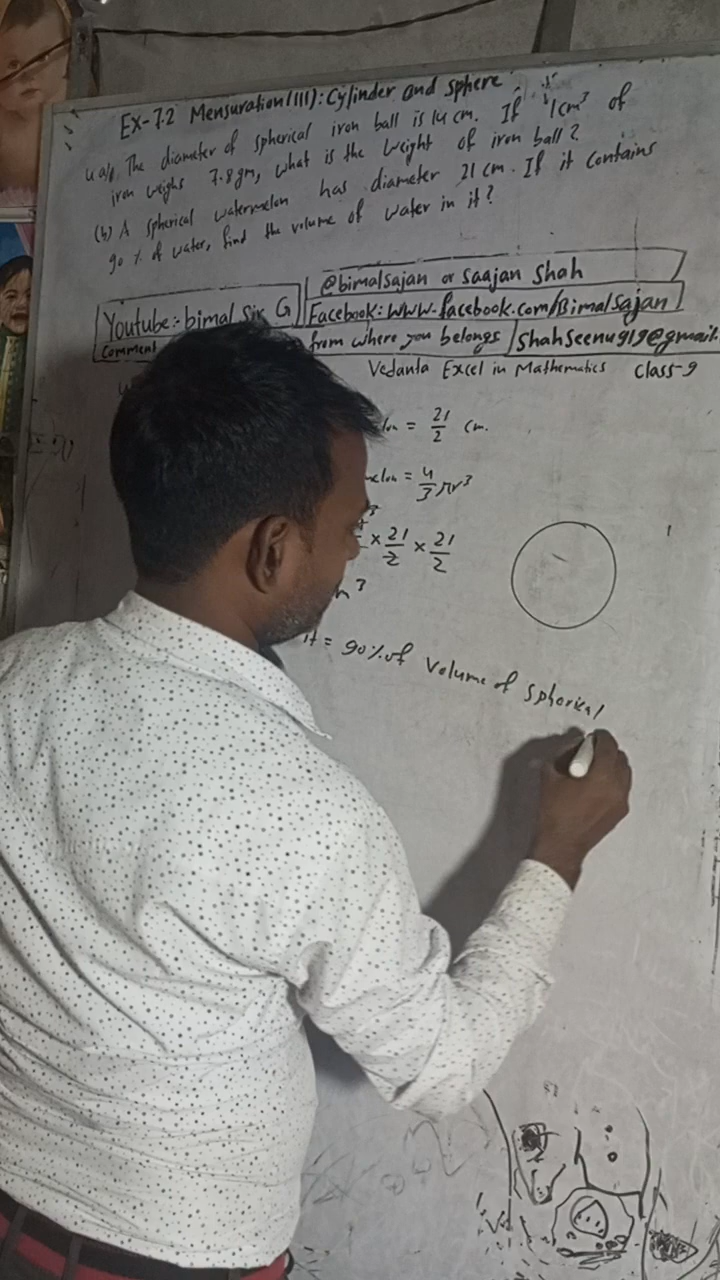 Ex-7.2 Mensuration(III): Cylinder and sphere
4 a/ The diameter of spherical iron ball is 14 cm. If 1cm³ of
iron weighs 7.8gm, what is the weight of iron ball?
(b) A spherical watermelon has diameter 21 cm. If it contains
90 % of water, find the volume of water in it?
@bimalsajan or saajan shah
Youtube:- bimal Sir G
Facebook: www.facebook.com/Bimalsajan
Comment from where you belongs
shahseenu919@gmail.
Vedanta Excel in Mathematics Class-9
= 21/2 cm.
= 4/3 πr³
× 21/2 × 21/2
it = 90% of Volume of Spherical